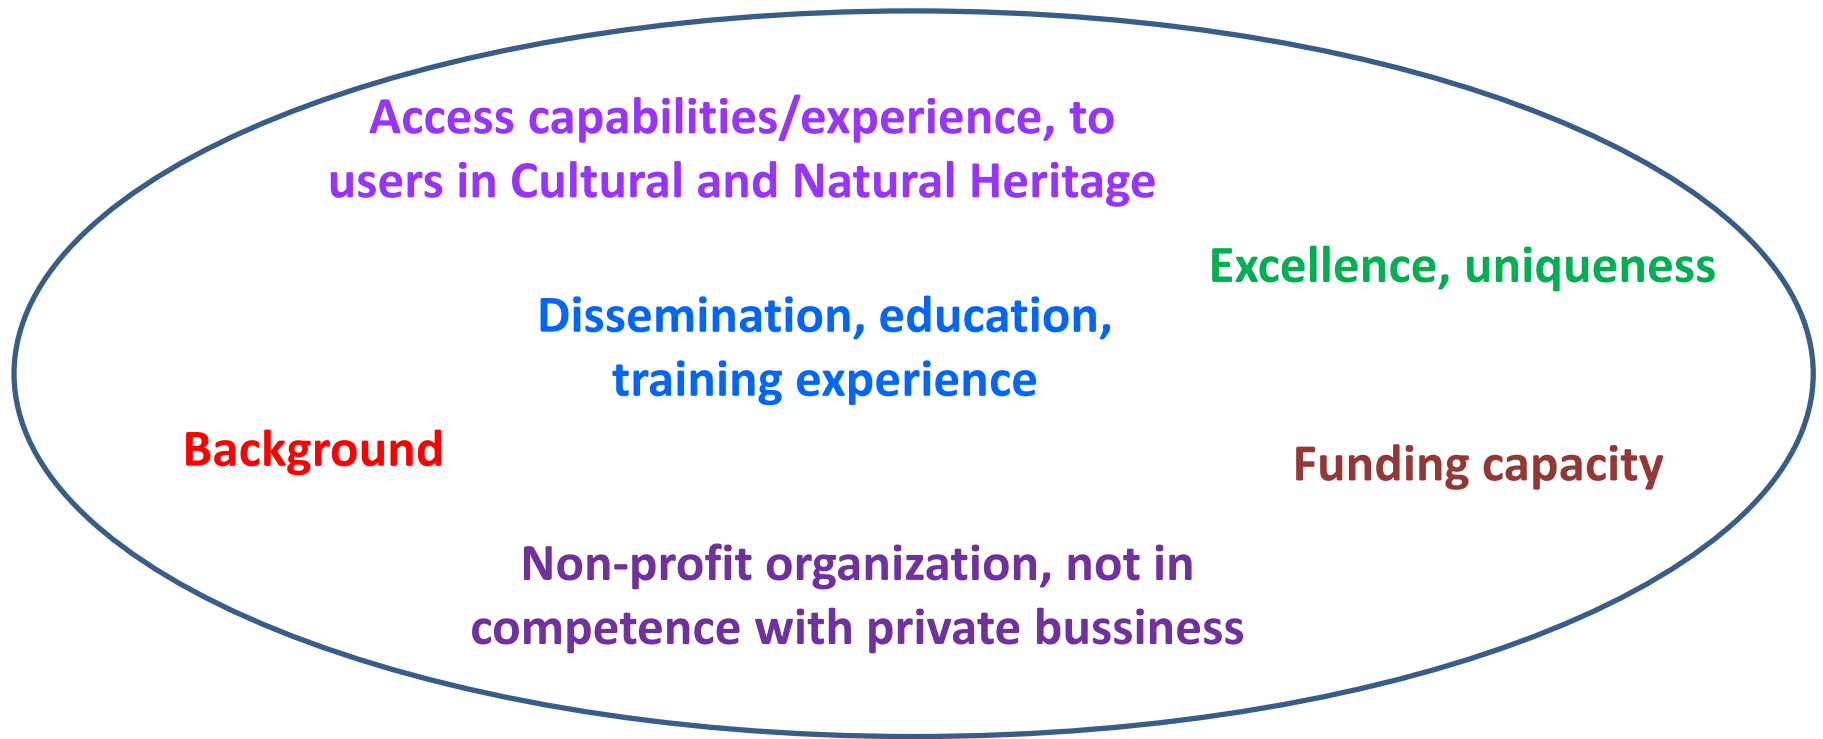 Access capabilities/experience, to
users in Cultural and Natural Heritage
Excellence, uniqueness
Dissemination, education,
training experience
Background
Funding capacity
Non-profit organization, not in
competence with private bussiness